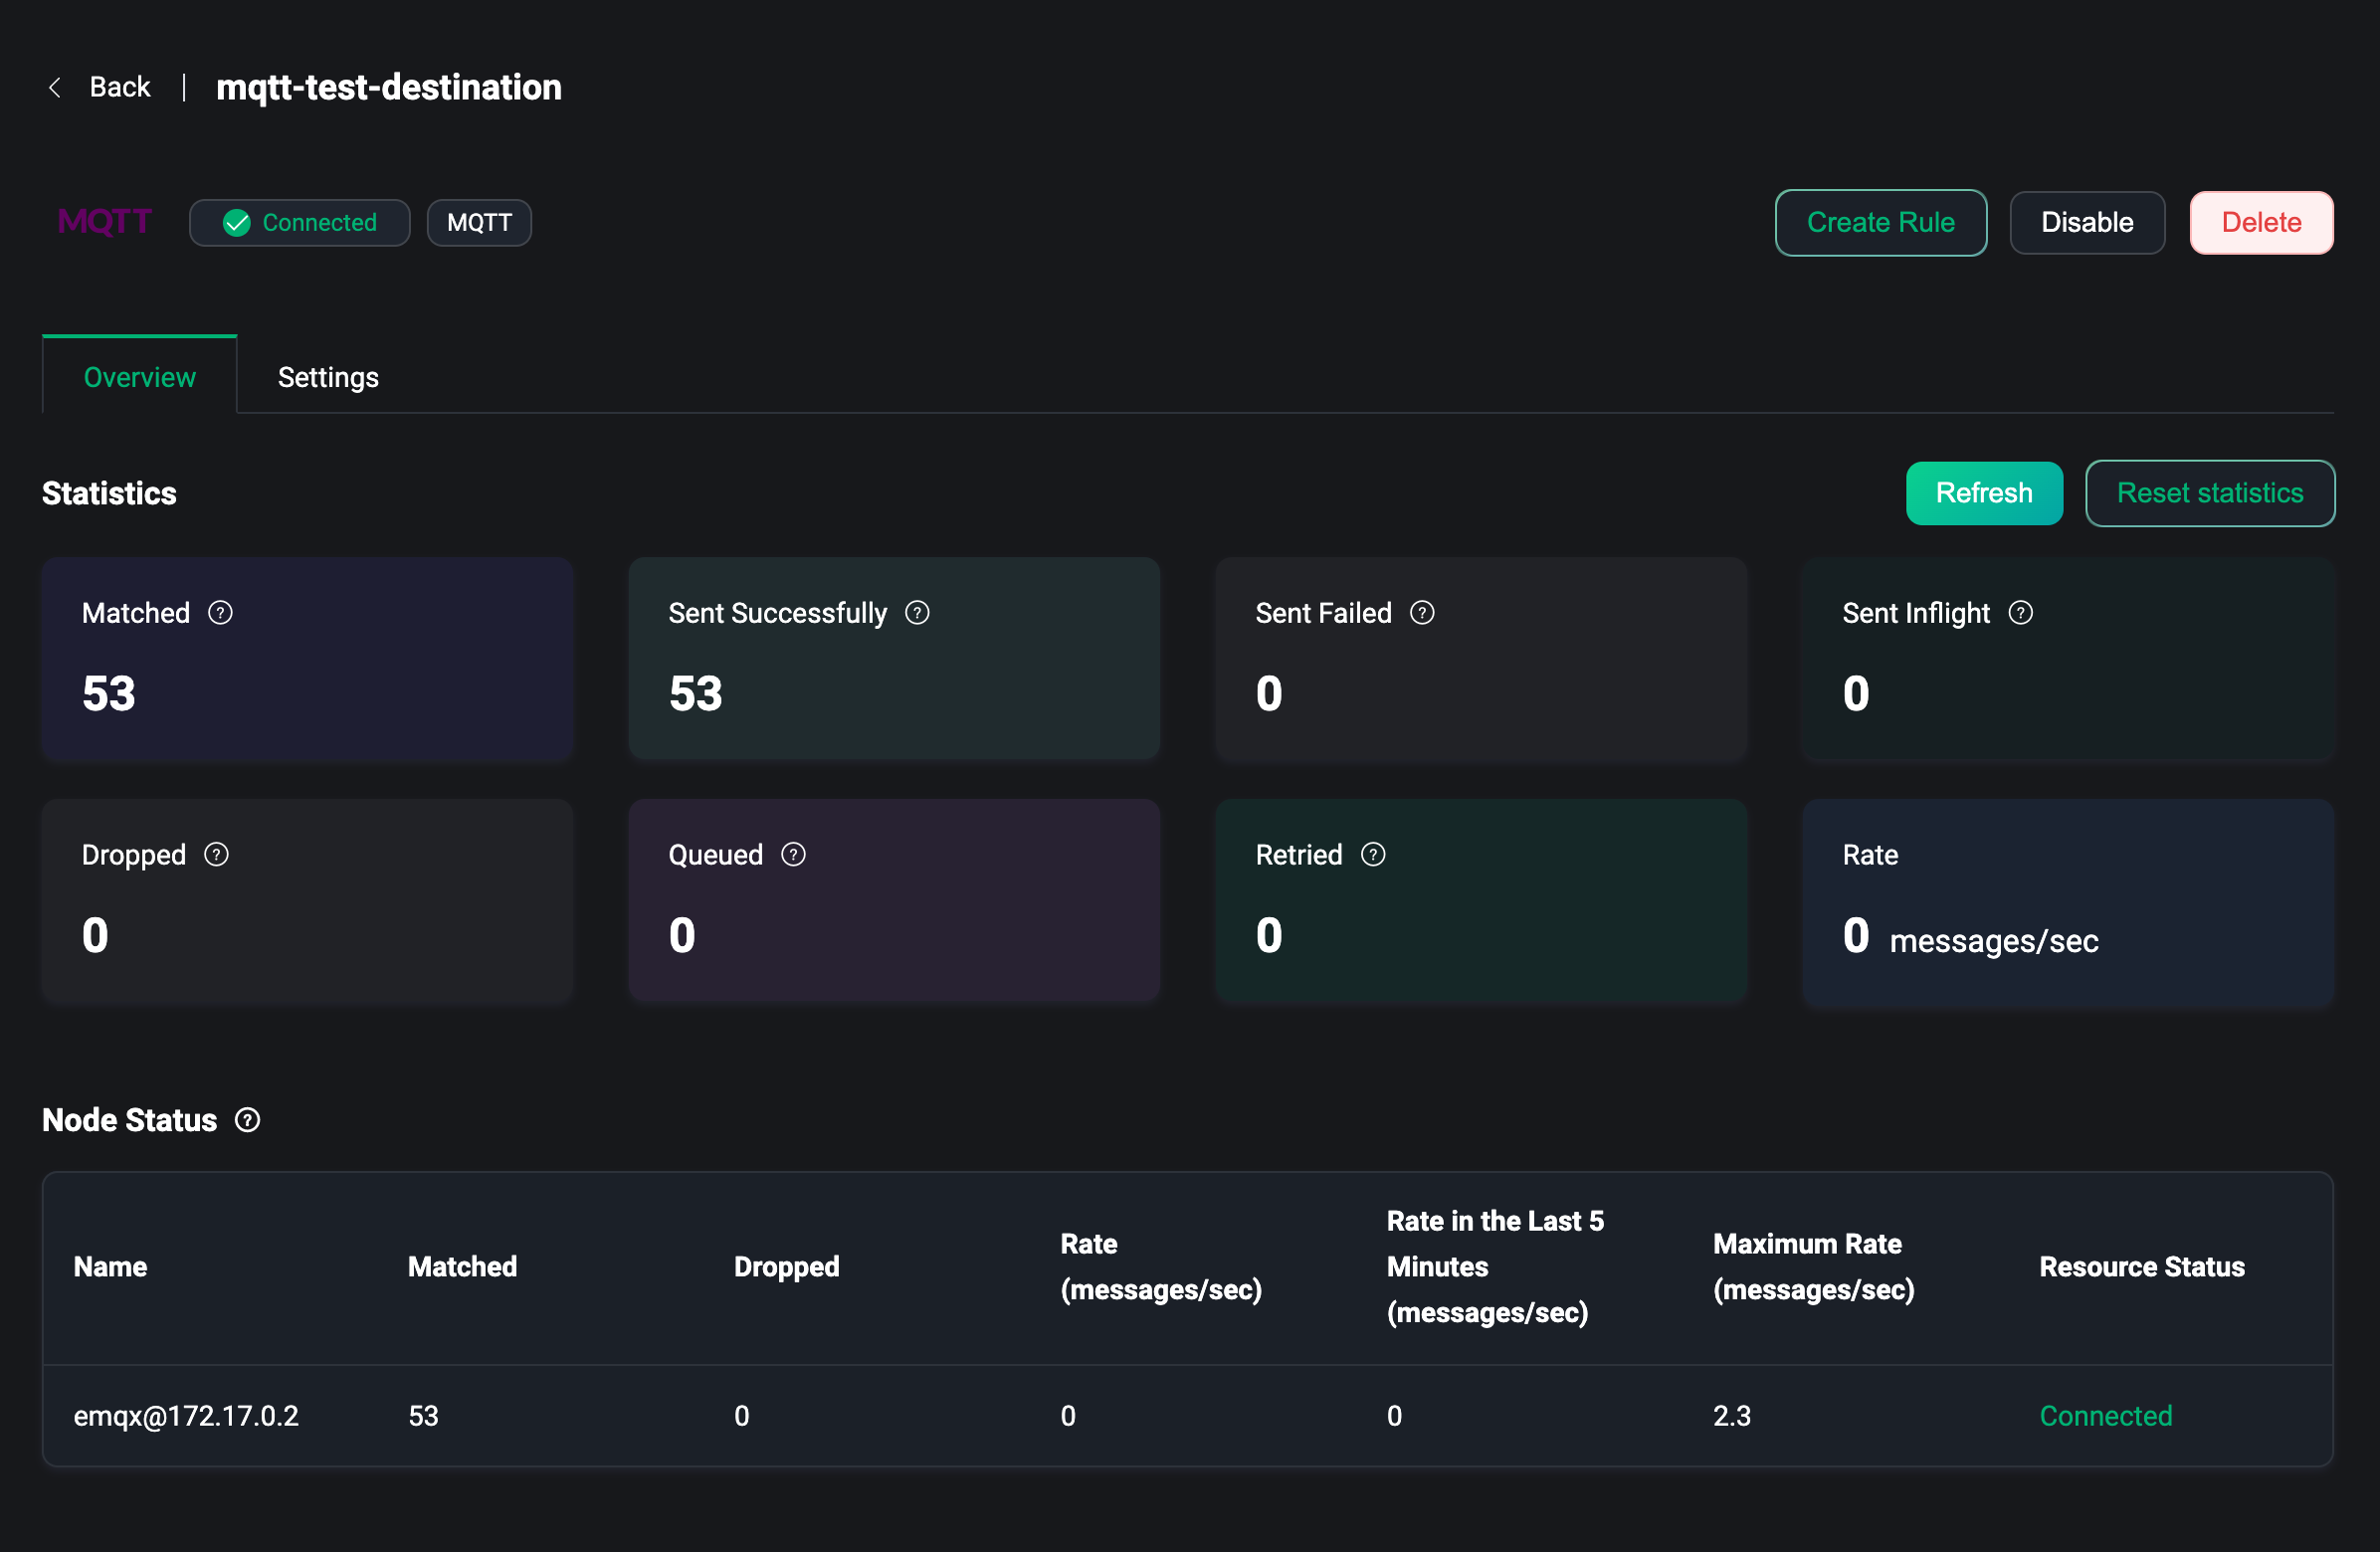 Back | mqtt-test-destination
MQTT Connected MQTT Create Rule Disable Delete
Overview Settings
Statistics Refresh Reset statistics
Matched Sent Successfully Sent Failed Sent Inflight
53 53 0 0
Dropped Queued Retried Rate
0 0 0 0 messages/sec
Node Status
Name Matched Dropped Rate (messages/sec) Rate in the Last 5 Minutes (messages/sec) Maximum Rate (messages/sec) Resource Status
emqx@172.17.0.2 53 0 0 0 2.3 Connected